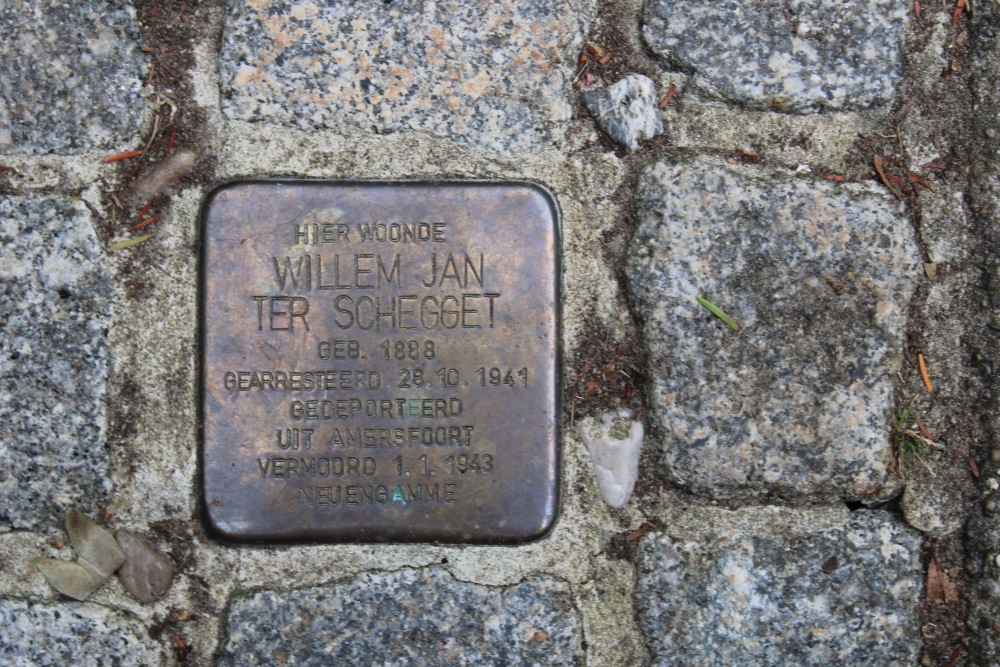 HIER WOONDE
WILLEM JAN
TER SCHEGGET
GEB. 1888
GEARRESTEERD 28.10.1941
GEDEPORTEERD
UIT AMERSFOORT
VERMOORD 1.1.1943
NEUENGAMME